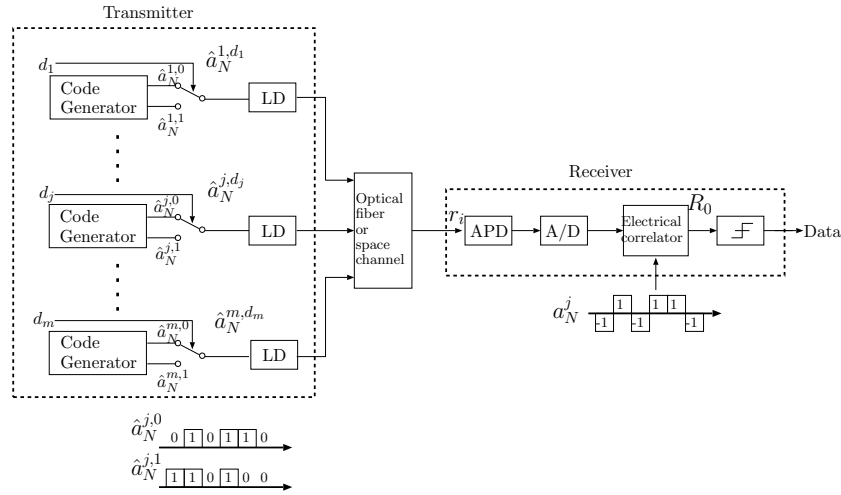 Transmitter
d_1
â_N^{1,0}
â_N^{1,d_1}
Code
Generator
LD
â_N^{1,1}
d_j
â_N^{j,0}
â_N^{j,d_j}
Code
Generator
LD
â_N^{j,1}
d_m
â_N^{m,0}
â_N^{m,d_m}
Code
Generator
LD
â_N^{m,1}
Optical
fiber
or
space
channel
Receiver
r_i
APD
A/D
Electrical
correlator
R_0
Data
a_N^j
-1 1 -1 1 1 -1
â_N^{j,0} 0 1 0 1 1 0
â_N^{j,1} 1 1 0 1 0 0